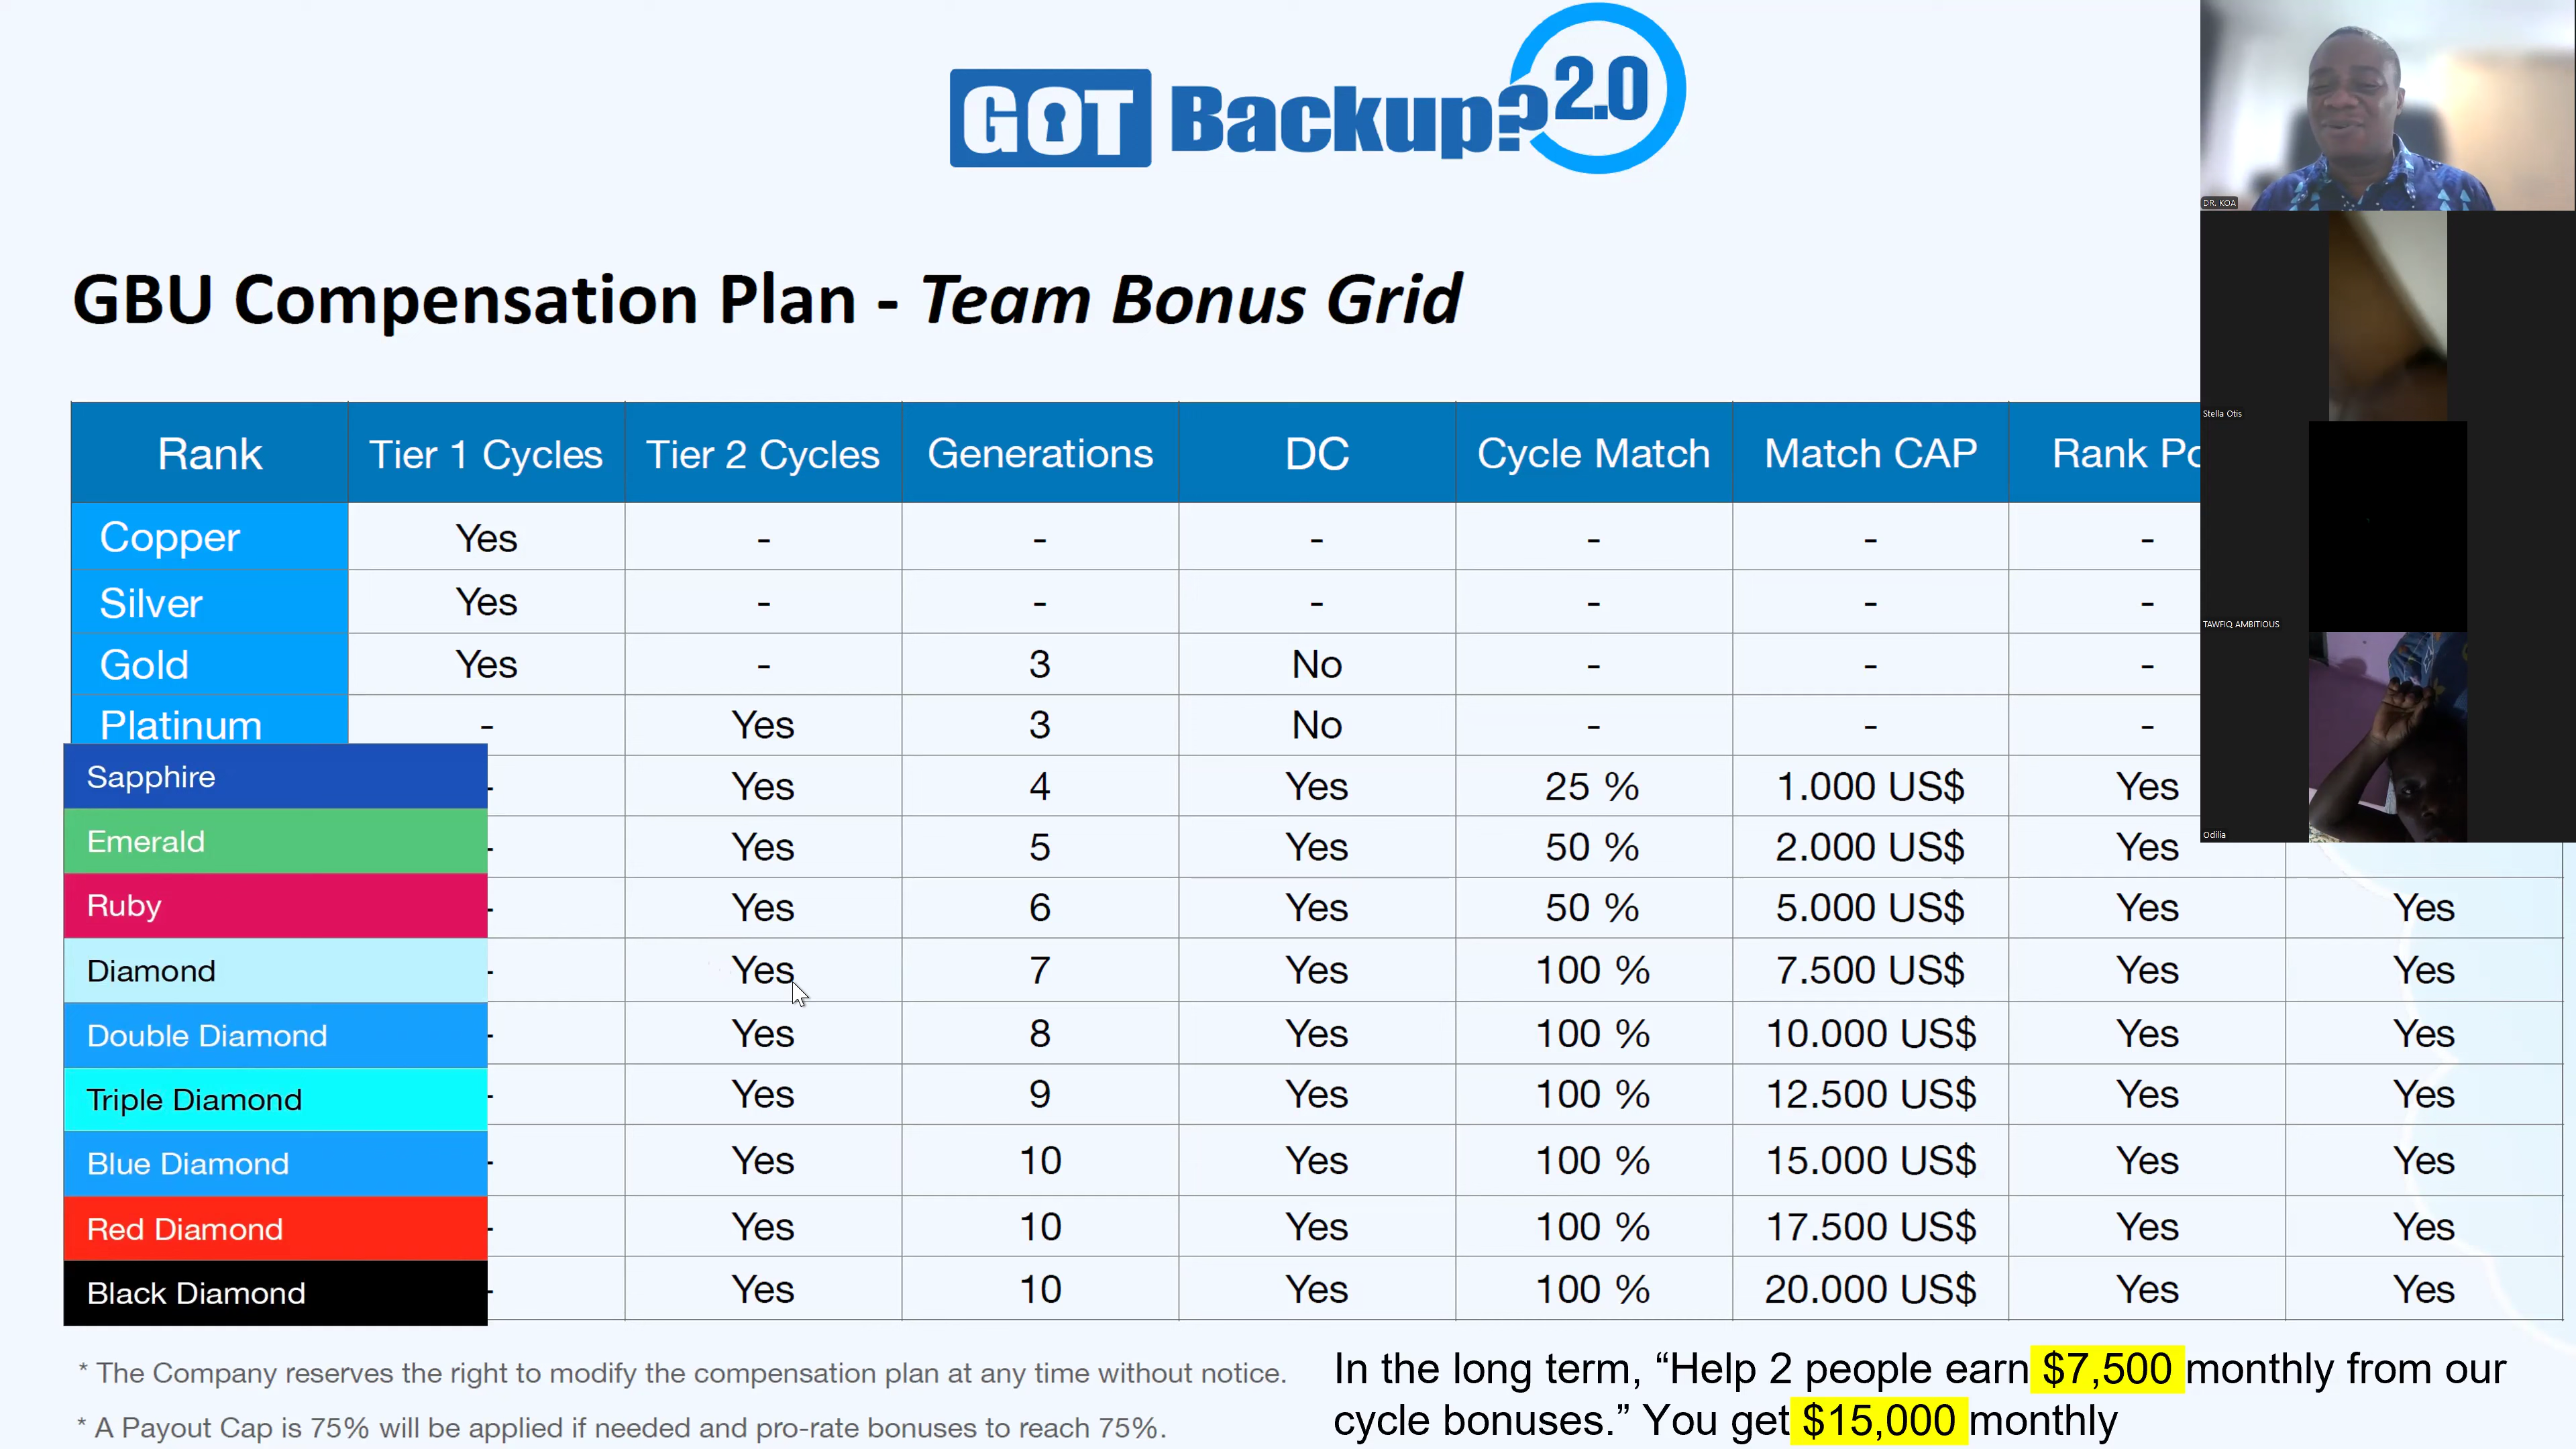 GOT Backup? 2.0
DR. KOA
GBU Compensation Plan - Team Bonus Grid
Stella Otis
Rank Tier 1 Cycles Tier 2 Cycles Generations DC Cycle Match Match CAP Rank
Copper Yes - - - - - -
Silver Yes - - - - - -
TAWFIQ AMBITIOUS
Gold Yes - 3 No - - -
Platinum - Yes 3 No - - -
Sapphire - Yes 4 Yes 25 % 1.000 US$ Yes
Odilia
Emerald - Yes 5 Yes 50 % 2.000 US$ Yes
Ruby - Yes 6 Yes 50 % 5.000 US$ Yes Yes
Diamond - Yes 7 Yes 100 % 7.500 US$ Yes Yes
Double Diamond - Yes 8 Yes 100 % 10.000 US$ Yes Yes
Triple Diamond - Yes 9 Yes 100 % 12.500 US$ Yes Yes
Blue Diamond - Yes 10 Yes 100 % 15.000 US$ Yes Yes
Red Diamond - Yes 10 Yes 100 % 17.500 US$ Yes Yes
Black Diamond - Yes 10 Yes 100 % 20.000 US$ Yes Yes
* The Company reserves the right to modify the compensation plan at any time without notice.
* A Payout Cap is 75% will be applied if needed and pro-rate bonuses to reach 75%.
In the long term, “Help 2 people earn $7,500 monthly from our
cycle bonuses.” You get $15,000 monthly